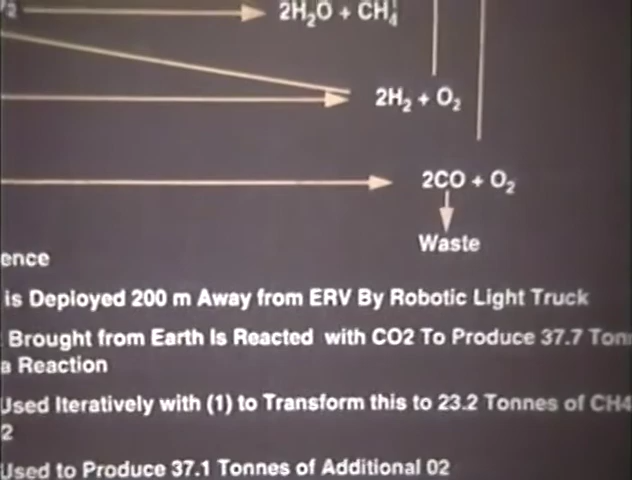 2H₂O + CH₄
2H₂ + O₂
2CO + O₂
Waste
ence
is Deployed 200 m Away from ERV By Robotic Light Truck
Brought from Earth Is Reacted with CO2 To Produce 37.7 Ton
a Reaction
Used Iteratively with (1) to Transform this to 23.2 Tonnes of CH4
2
Used to Produce 37.1 Tonnes of Additional 02